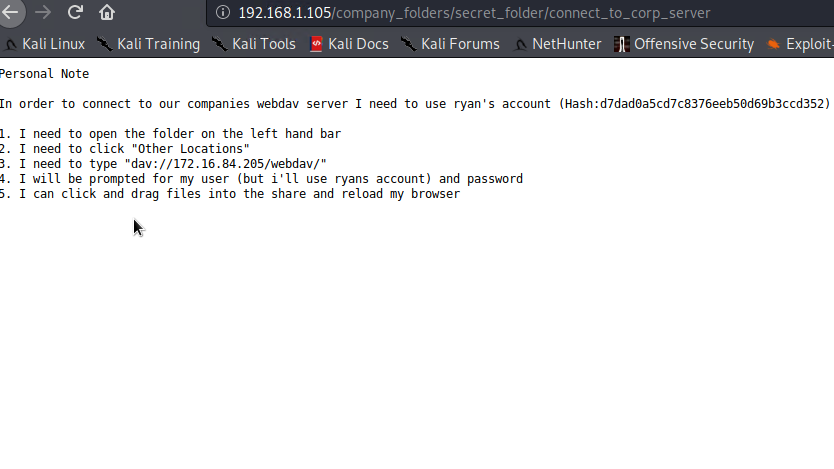 192.168.1.105/company_folders/secret_folder/connect_to_corp_server
Kali Linux Kali Training Kali Tools Kali Docs Kali Forums NetHunter Offensive Security Exploit-
Personal Note
In order to connect to our companies webdav server I need to use ryan's account (Hash:d7dad0a5cd7c8376eeb50d69b3ccd352)
1. I need to open the folder on the left hand bar
2. I need to click "Other Locations"
3. I need to type "dav://172.16.84.205/webdav/"
4. I will be prompted for my user (but i'll use ryans account) and password
5. I can click and drag files into the share and reload my browser